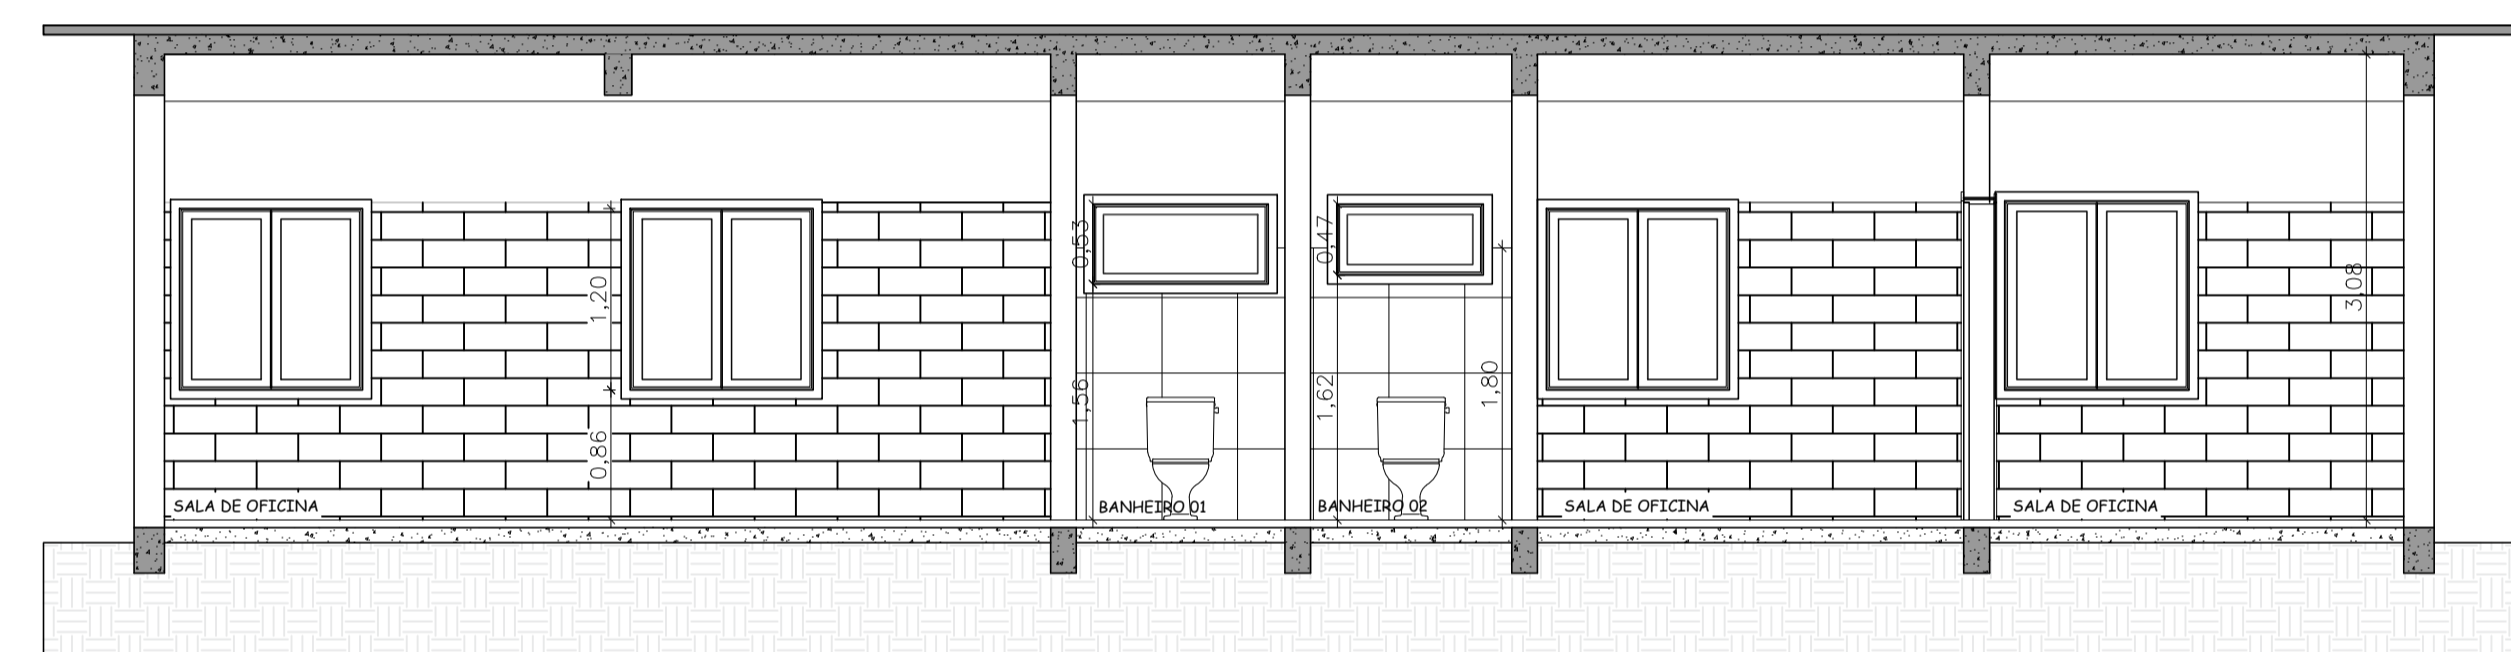 0,53
0,47
1,20
3,08
1,56
1,62
1,80
0,86
SALA DE OFICINA
BANHEIRO 01
BANHEIRO 02
SALA DE OFICINA
SALA DE OFICINA